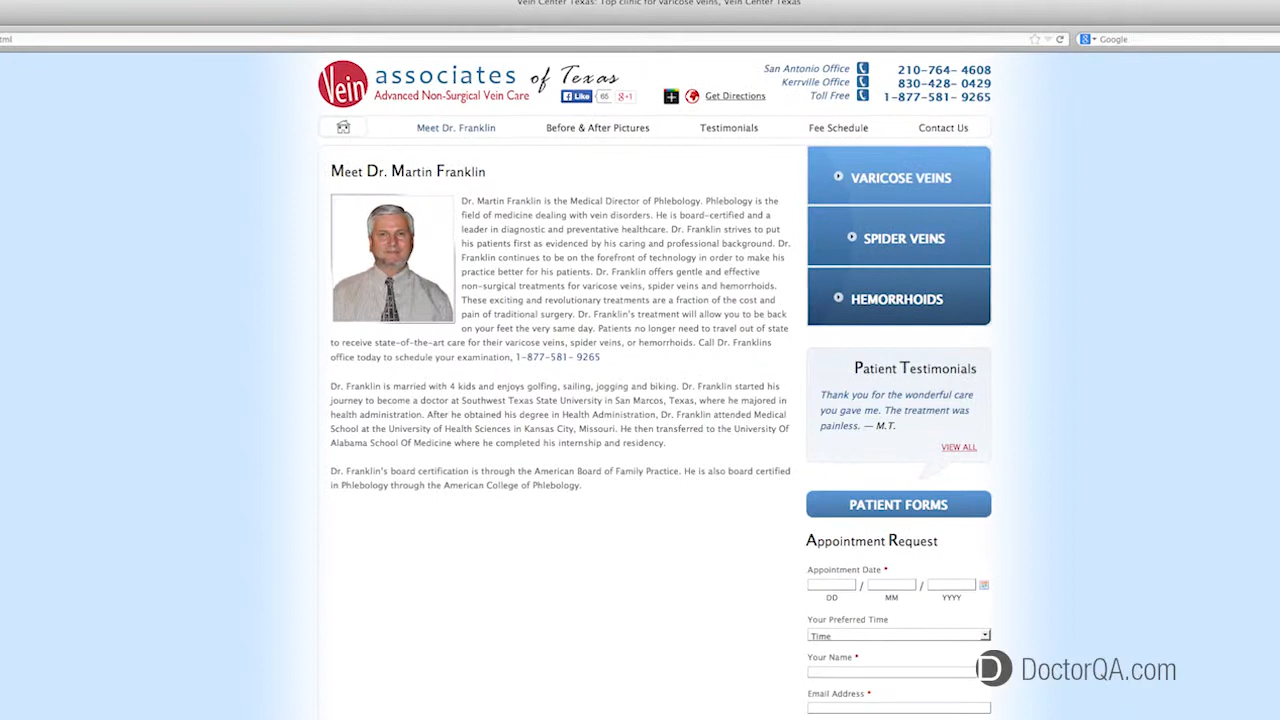 Vein Center Texas: Top clinic for varicose veins, Vein Center Texas
tml
Google
Vein associates of Texas
Advanced Non-Surgical Vein Care
Like 65 g+1
Get Directions
San Antonio Office 210-764- 4608
Kerrville Office 830-428- 0429
Toll Free 1-877-581- 9265
Meet Dr. Franklin Before & After Pictures Testimonials Fee Schedule Contact Us
Meet Dr. Martin Franklin
Dr. Martin Franklin is the Medical Director of Phlebology. Phlebology is the
field of medicine dealing with vein disorders. He is board-certified and a
leader in diagnostic and preventative healthcare. Dr. Franklin strives to put
his patients first as evidenced by his caring and professional background. Dr.
Franklin continues to be on the forefront of technology in order to make his
practice better for his patients. Dr. Franklin offers gentle and effective
non-surgical treatments for varicose veins, spider veins and hemorrhoids.
These exciting and revolutionary treatments are a fraction of the cost and
pain of traditional surgery. Dr. Franklin's treatment will allow you to be back
on your feet the very same day. Patients no longer need to travel out of state
to receive state-of-the-art care for their varicose veins, spider veins, or hemorrhoids. Call Dr. Franklins
office today to schedule your examination, 1-877-581- 9265
Dr. Franklin is married with 4 kids and enjoys golfing, sailing, jogging and biking. Dr. Franklin started his
journey to become a doctor at Southwest Texas State University in San Marcos, Texas, where he majored in
health administration. After he obtained his degree in Health Administration, Dr. Franklin attended Medical
School at the University of Health Sciences in Kansas City, Missouri. He then transferred to the University Of
Alabama School Of Medicine where he completed his internship and residency.
Dr. Franklin's board certification is through the American Board of Family Practice. He is also board certified
in Phlebology through the American College of Phlebology.
VARICOSE VEINS
SPIDER VEINS
HEMORRHOIDS
Patient Testimonials
Thank you for the wonderful care
you gave me. The treatment was
painless. — M.T.
VIEW ALL
PATIENT FORMS
Appointment Request
Appointment Date *
/ /
DD MM YYYY
Your Preferred Time
Time
Your Name *
Email Address *
D DoctorQA.com